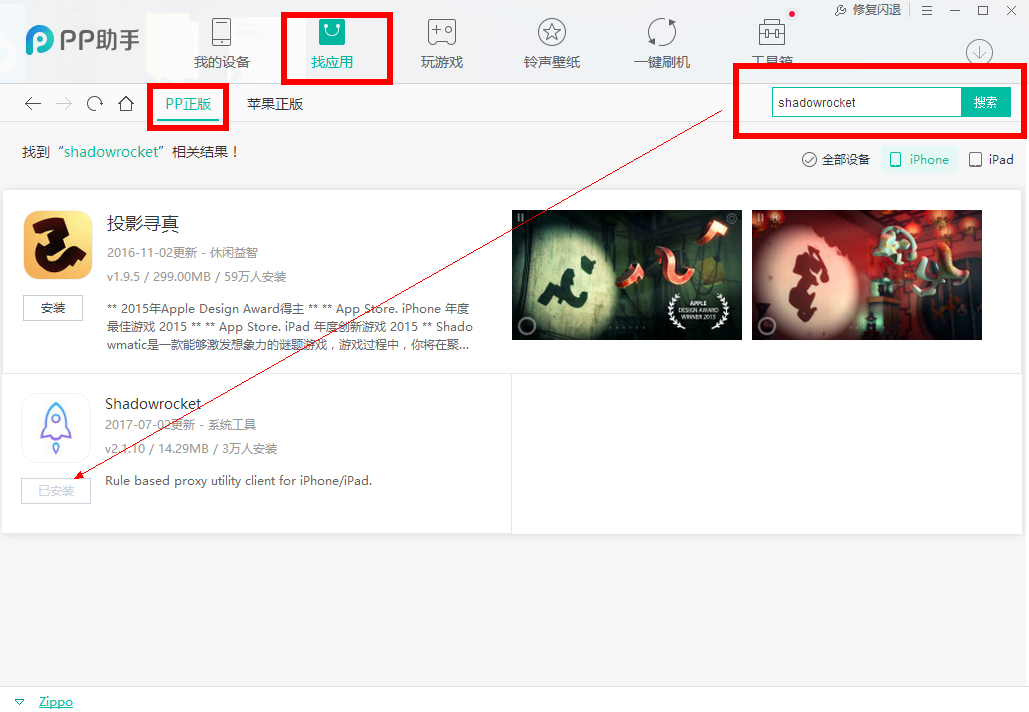 修复闪退
PP助手
我的设备
找应用
玩游戏
铃声壁纸
一键刷机
工具箱
PP正版
苹果正版
shadowrocket
搜索
找到“shadowrocket”相关结果！
全部设备
iPhone
iPad
投影寻真
2016-11-02更新 - 休闲益智
v1.9.5 / 299.00MB / 59万人安装
安装
** 2015年Apple Design Award得主 ** ** App Store. iPhone 年度
最佳游戏 2015 ** ** App Store. iPad 年度创新游戏 2015 ** Shado
wmatic是一款能够激发想象力的谜题游戏，游戏过程中，你将在聚...
APPLE
DESIGN AWARD
WINNER 2015
Shadowrocket
2017-07-02更新 - 系统工具
v2.1.10 / 14.29MB / 3万人安装
已安装
Rule based proxy utility client for iPhone/iPad.
Zippo